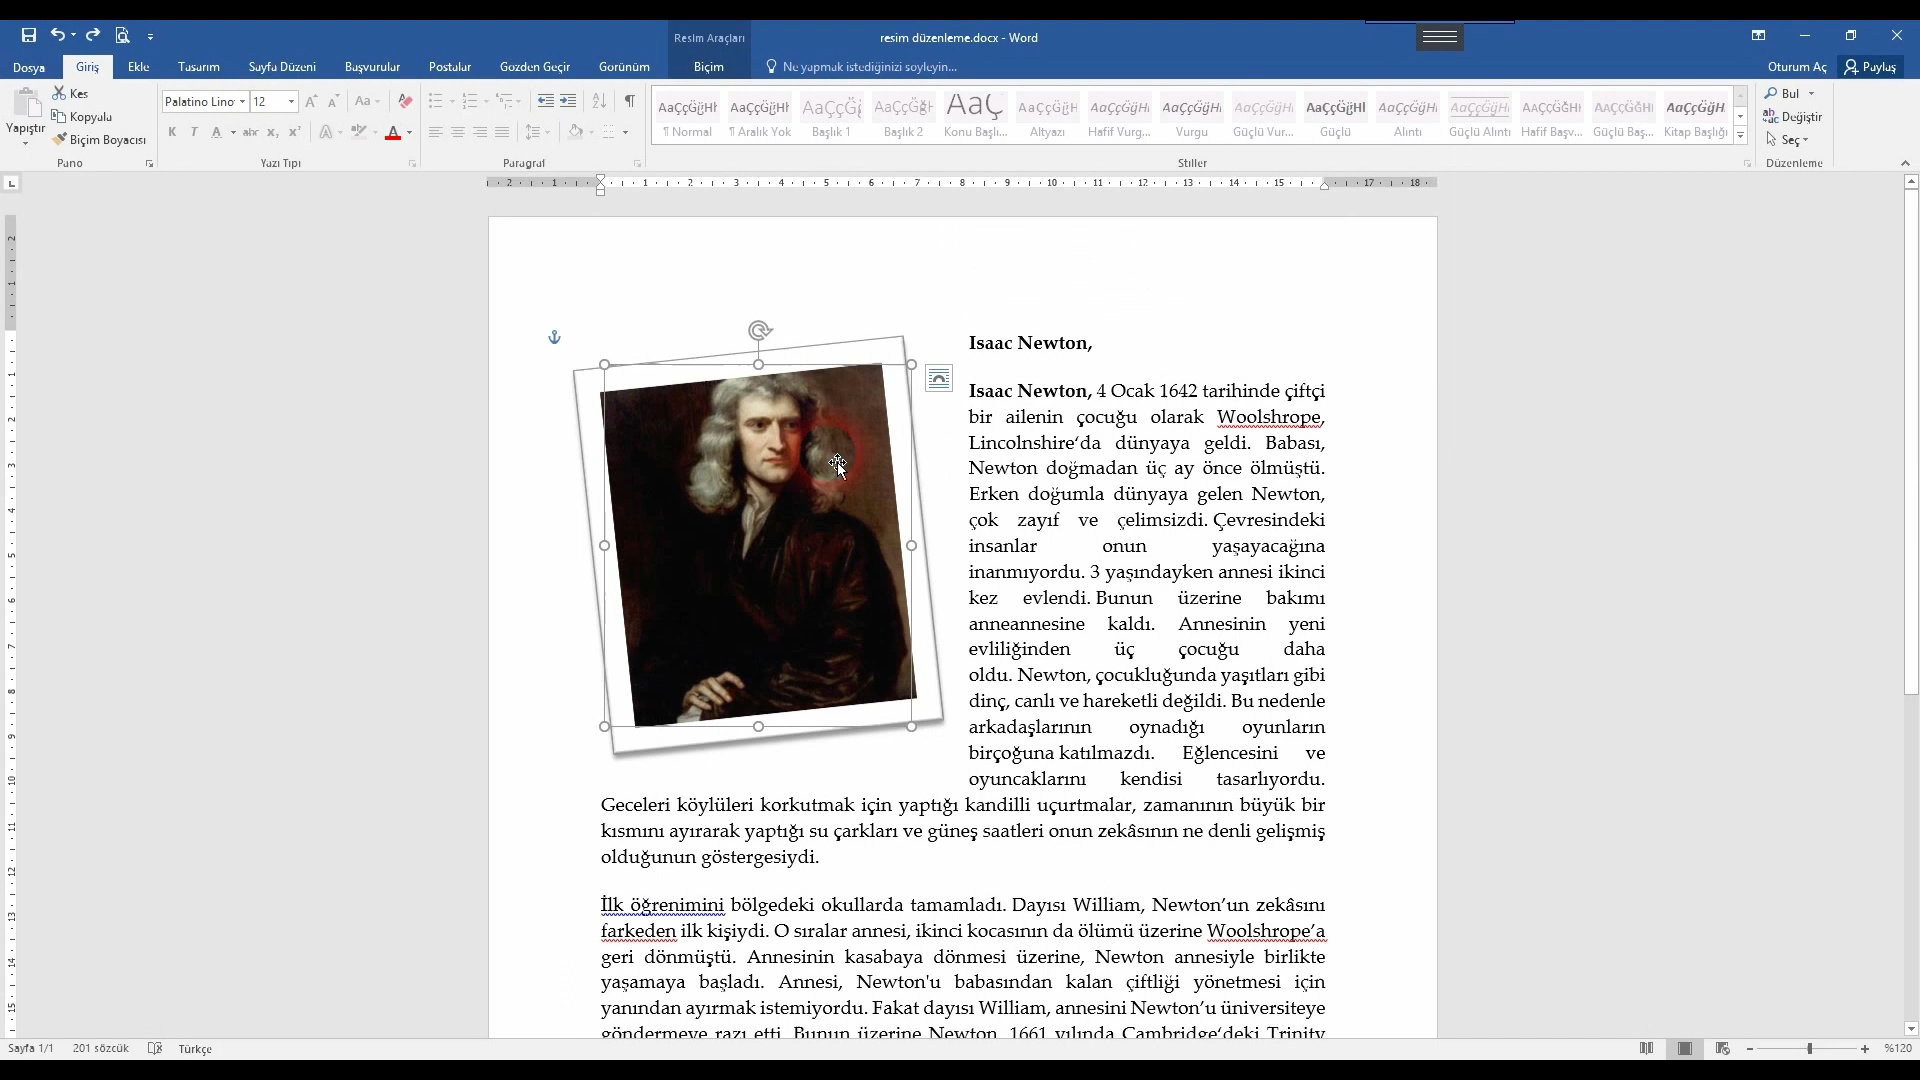 Resim Araçları
resim düzenleme.docx - Word
Dosya
Giriş
Ekle
Tasarım
Sayfa Düzeni
Başvurular
Postalar
Gözden Geçir
Görünüm
Biçim
Ne yapmak istediğinizi söyleyin...
Oturum Aç
Paylaş
Yapıştır
Kes
Kopyala
Biçim Boyacısı
Pano
Palatino Lino
12
Yazı Tipi
Paragraf
¶ Normal
¶ Aralık Yok
Başlık 1
Başlık 2
Konu Başlı...
Altyazı
Hafif Vurg...
Vurgu
Güçlü Vur...
Güçlü
Alıntı
Güçlü Alıntı
Hafif Başv...
Güçlü Baş...
Kitap Başlığı
Stiller
Bul
Değiştir
Seç
Düzenleme
Isaac Newton,
Isaac Newton, 4 Ocak 1642 tarihinde çiftçi
bir ailenin çocuğu olarak Woolshrope,
Lincolnshire‘da dünyaya geldi. Babası,
Newton doğmadan üç ay önce ölmüştü.
Erken doğumla dünyaya gelen Newton,
çok zayıf ve çelimsizdi. Çevresindeki
insanlar onun yaşayacağına
inanmıyordu. 3 yaşındayken annesi ikinci
kez evlendi. Bunun üzerine bakımı
anneannesine kaldı. Annesinin yeni
evliliğinden üç çocuğu daha
oldu. Newton, çocukluğunda yaşıtları gibi
dinç, canlı ve hareketli değildi. Bu nedenle
arkadaşlarının oynadığı oyunların
birçoğuna katılmazdı. Eğlencesini ve
oyuncaklarını kendisi tasarlıyordu.
Geceleri köylüleri korkutmak için yaptığı kandilli uçurtmalar, zamanının büyük bir
kısmını ayırarak yaptığı su çarkları ve güneş saatleri onun zekâsının ne denli gelişmiş
olduğunun göstergesiydi.
İlk öğrenimini bölgedeki okullarda tamamladı. Dayısı William, Newton’un zekâsını
farkeden ilk kişiydi. O sıralar annesi, ikinci kocasının da ölümü üzerine Woolshrope’a
geri dönmüştü. Annesinin kasabaya dönmesi üzerine, Newton annesiyle birlikte
yaşamaya başladı. Annesi, Newton'u babasından kalan çiftliği yönetmesi için
yanından ayırmak istemiyordu. Fakat dayısı William, annesini Newton’u üniversiteye
göndermeye razı etti. Bunun üzerine Newton, 1661 yılında Cambridge‘deki Trinity
Sayfa 1/1
201 sözcük
Türkçe
%120